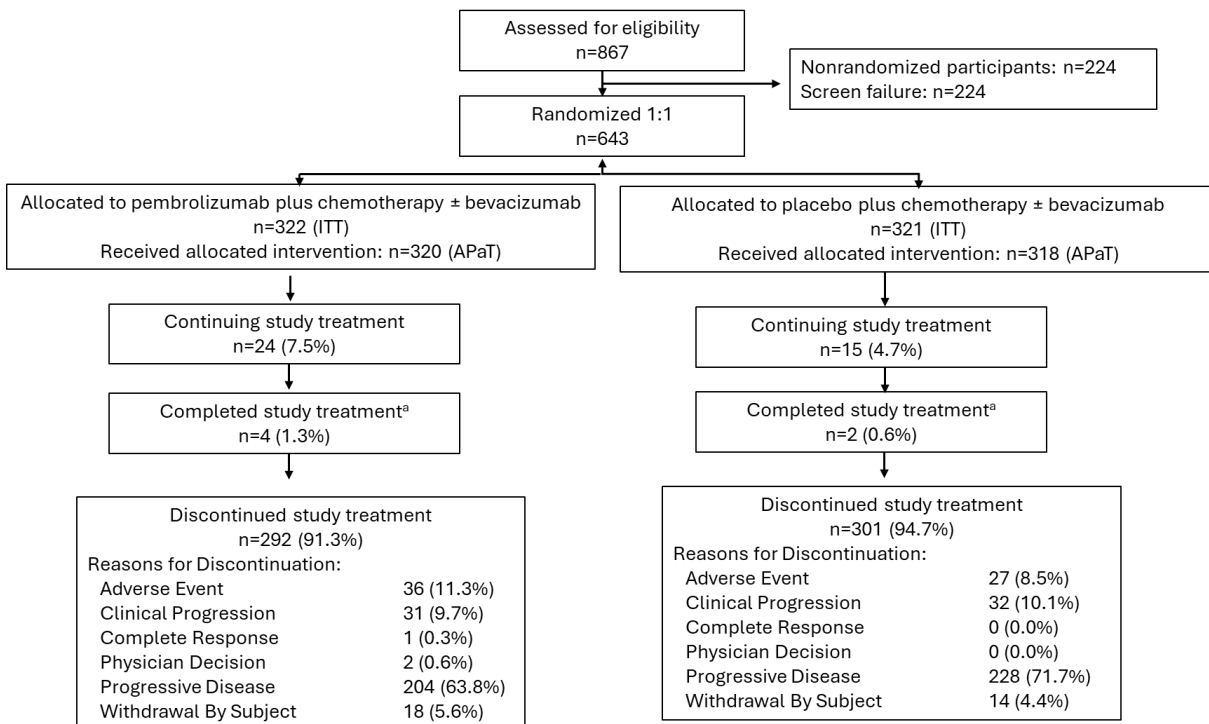 Assessed for eligibility
n=867
Nonrandomized participants: n=224
Screen failure: n=224
Randomized 1:1
n=643
Allocated to pembrolizumab plus chemotherapy ± bevacizumab
n=322 (ITT)
Received allocated intervention: n=320 (APaT)
Allocated to placebo plus chemotherapy ± bevacizumab
n=321 (ITT)
Received allocated intervention: n=318 (APaT)
Continuing study treatment
n=24 (7.5%)
Continuing study treatment
n=15 (4.7%)
Completed study treatmentᵃ
n=4 (1.3%)
Completed study treatmentᵃ
n=2 (0.6%)
Discontinued study treatment
n=292 (91.3%)
Reasons for Discontinuation:
Adverse Event 36 (11.3%)
Clinical Progression 31 (9.7%)
Complete Response 1 (0.3%)
Physician Decision 2 (0.6%)
Progressive Disease 204 (63.8%)
Withdrawal By Subject 18 (5.6%)
Discontinued study treatment
n=301 (94.7%)
Reasons for Discontinuation:
Adverse Event 27 (8.5%)
Clinical Progression 32 (10.1%)
Complete Response 0 (0.0%)
Physician Decision 0 (0.0%)
Progressive Disease 228 (71.7%)
Withdrawal By Subject 14 (4.4%)